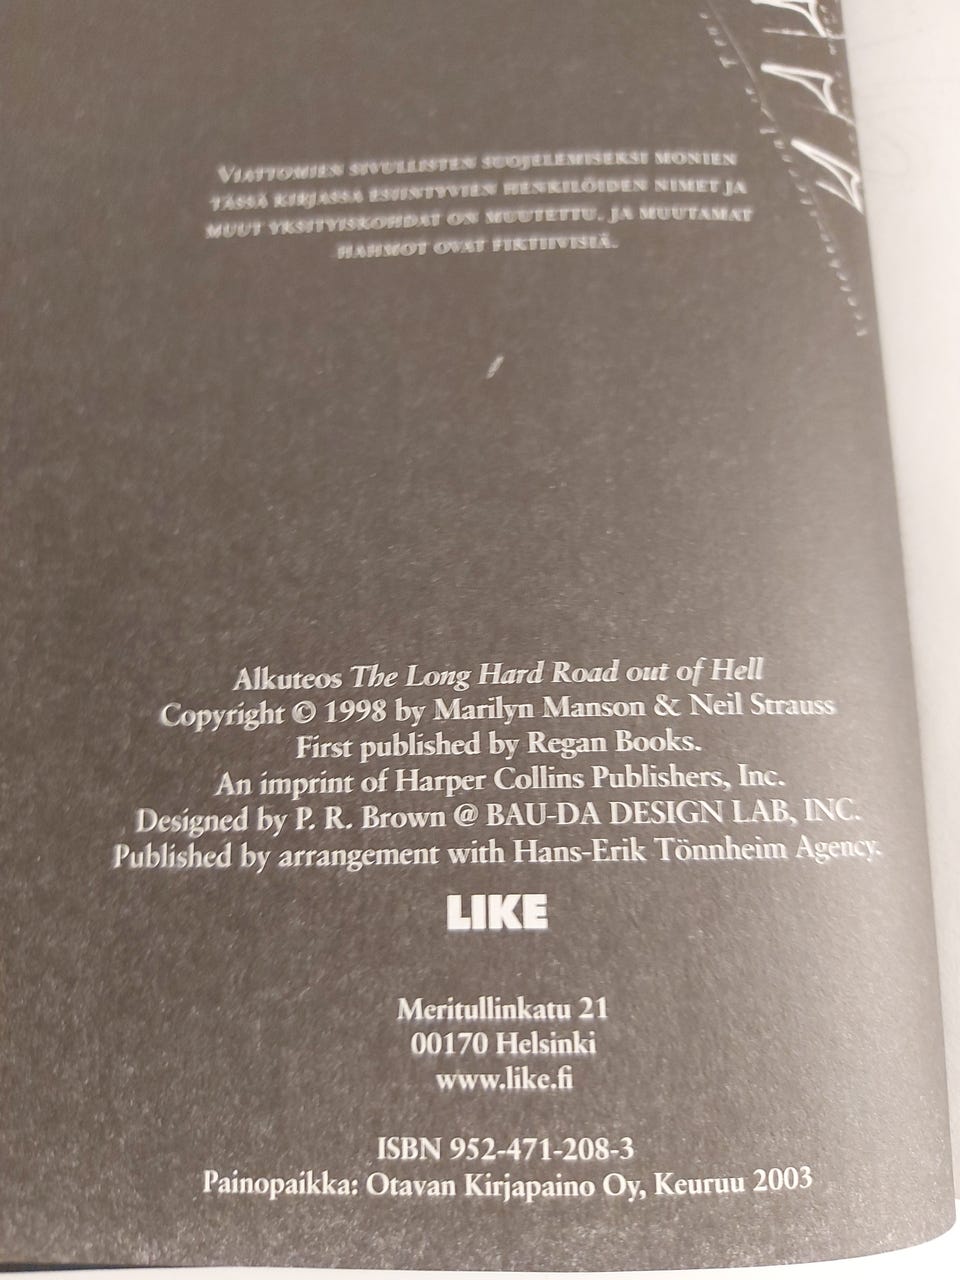 Viattomien sivullisten suojelemiseksi monien
tässä kirjassa esiintyvien henkilöiden nimet ja
muut yksityiskohdat on muutettu, ja muutamat
hahmot ovat fiktiivisiä.
Alkuteos The Long Hard Road out of Hell
Copyright © 1998 by Marilyn Manson & Neil Strauss
First published by Regan Books.
An imprint of Harper Collins Publishers, Inc.
Designed by P. R. Brown @ BAU-DA DESIGN LAB, INC.
Published by arrangement with Hans-Erik Tönnheim Agency.
LIKE
Meritullinkatu 21
00170 Helsinki
www.like.fi
ISBN 952-471-208-3
Painopaikka: Otavan Kirjapaino Oy, Keuruu 2003